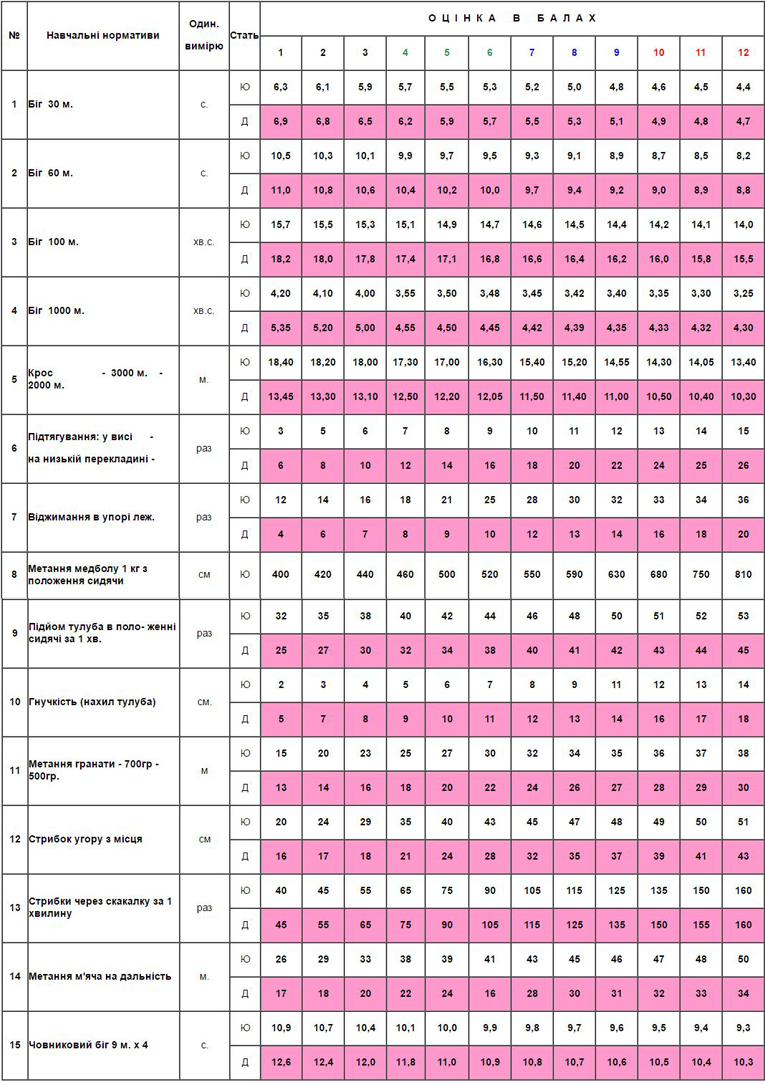 № Навчальні нормативи Один. вимірю Стать О Ц І Н К А В Б А Л А Х
1 2 3 4 5 6 7 8 9 10 11 12
1 Біг 30 м. с. Ю 6,3 6,1 5,9 5,7 5,5 5,3 5,2 5,0 4,8 4,6 4,5 4,4
Д 6,9 6,8 6,5 6,2 5,9 5,7 5,5 5,3 5,1 4,9 4,8 4,7
2 Біг 60 м. с. Ю 10,5 10,3 10,1 9,9 9,7 9,5 9,3 9,1 8,9 8,7 8,5 8,2
Д 11,0 10,8 10,6 10,4 10,2 10,0 9,7 9,4 9,2 9,0 8,9 8,8
3 Біг 100 м. хв.с. Ю 15,7 15,5 15,3 15,1 14,9 14,7 14,6 14,5 14,4 14,2 14,1 14,0
Д 18,2 18,0 17,8 17,4 17,1 16,8 16,6 16,4 16,2 16,0 15,8 15,5
4 Біг 1000 м. хв.с. Ю 4,20 4,10 4,00 3,55 3,50 3,48 3,45 3,42 3,40 3,35 3,30 3,25
Д 5,35 5,20 5,00 4,55 4,50 4,45 4,42 4,39 4,35 4,33 4,32 4,30
5 Крос - 3000 м. - 2000 м. м. Ю 18,40 18,20 18,00 17,30 17,00 16,30 15,40 15,20 14,55 14,30 14,05 13,40
Д 13,45 13,30 13,10 12,50 12,20 12,05 11,50 11,40 11,00 10,50 10,40 10,30
6 Підтягування: у висі - на низькій перекладині - раз Ю 3 5 6 7 8 9 10 11 12 13 14 15
Д 6 8 10 12 14 16 18 20 22 24 25 26
7 Віджимання в упорі леж. раз Ю 12 14 16 18 21 25 28 30 32 33 34 36
Д 4 6 7 8 9 10 12 13 14 16 18 20
8 Метання медболу 1 кг з положення сидячи см Ю 400 420 440 460 500 520 550 590 630 680 750 810
9 Підйом тулуба в поло- женні сидячі за 1 хв. раз Ю 32 35 38 40 42 44 46 48 50 51 52 53
Д 25 27 30 32 34 38 40 41 42 43 44 45
10 Гнучкість (нахил тулуба) см. Ю 2 3 4 5 6 7 8 9 11 12 13 14
Д 5 7 8 9 10 11 12 13 14 16 17 18
11 Метання гранати - 700гр - 500гр. м Ю 15 20 23 25 27 30 32 34 35 36 37 38
Д 13 14 16 18 20 22 24 26 27 28 29 30
12 Стрибок угору з місця см Ю 20 24 29 35 40 43 45 47 48 49 50 51
Д 16 17 18 21 24 28 32 35 37 39 41 43
13 Стрибки через скакалку за 1 хвилину раз Ю 40 45 55 65 75 90 105 115 125 135 150 160
Д 45 55 65 75 90 105 115 125 135 150 155 160
14 Метання м'яча на дальність м. Ю 26 29 33 38 39 41 43 45 46 47 48 50
Д 17 18 20 22 24 16 28 30 31 32 33 34
15 Човниковий біг 9 м. х 4 с. Ю 10,9 10,7 10,4 10,1 10,0 9,9 9,8 9,7 9,6 9,5 9,4 9,3
Д 12,6 12,4 12,0 11,8 11,0 10,9 10,8 10,7 10,6 10,5 10,4 10,3